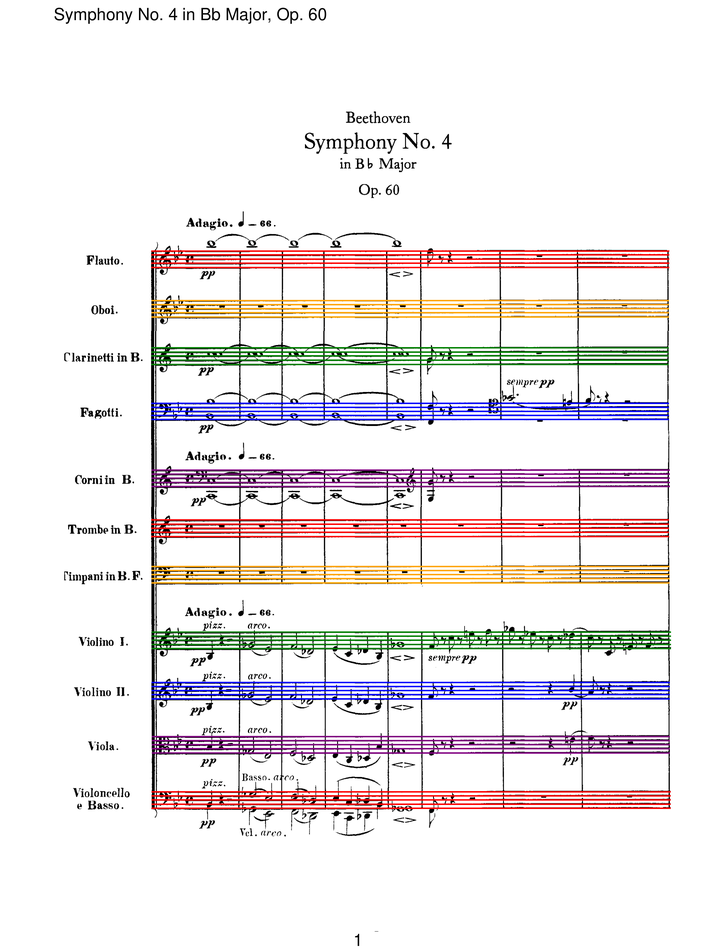 Symphony No. 4 in Bb Major, Op. 60
Beethoven
Symphony No. 4
in B♭ Major
Op. 60
Adagio. ♩ – 66.
Flauto.
pp
<>
Oboi.
Clarinetti in B.
pp
<>
sempre pp
Fagotti.
pp
<>
Adagio. ♩ – 66.
Corni in B.
pp
<>
Trombe in B.
Timpani in B.F.
Adagio. ♩ – 66.
pizz. arco.
Violino I.
pp <> sempre pp
pizz. arco.
Violino II.
pp <> pp
pizz. arco.
Viola.
pp <> pp
Basso. arco.
pizz.
Violoncello
e Basso.
pp <>
Vcl. arco.
1